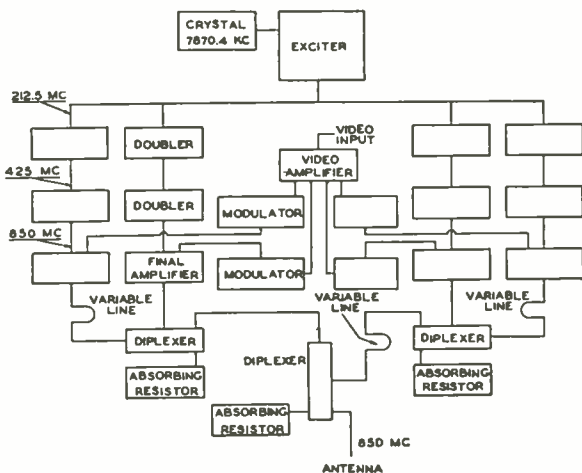 CRYSTAL
7870.4 KC
EXCITER
212.5 MC
DOUBLER
VIDEO
INPUT
VIDEO
AMPLIFIER
425 MC
DOUBLER
MODULATOR
850 MC
FINAL
AMPLIFIER
MODULATOR
VARIABLE
LINE
VARIABLE
LINE
VARIABLE
LINE
DIPLEXER
DIPLEXER
DIPLEXER
ABSORBING
RESISTOR
ABSORBING
RESISTOR
ABSORBING
RESISTOR
850 MC
ANTENNA